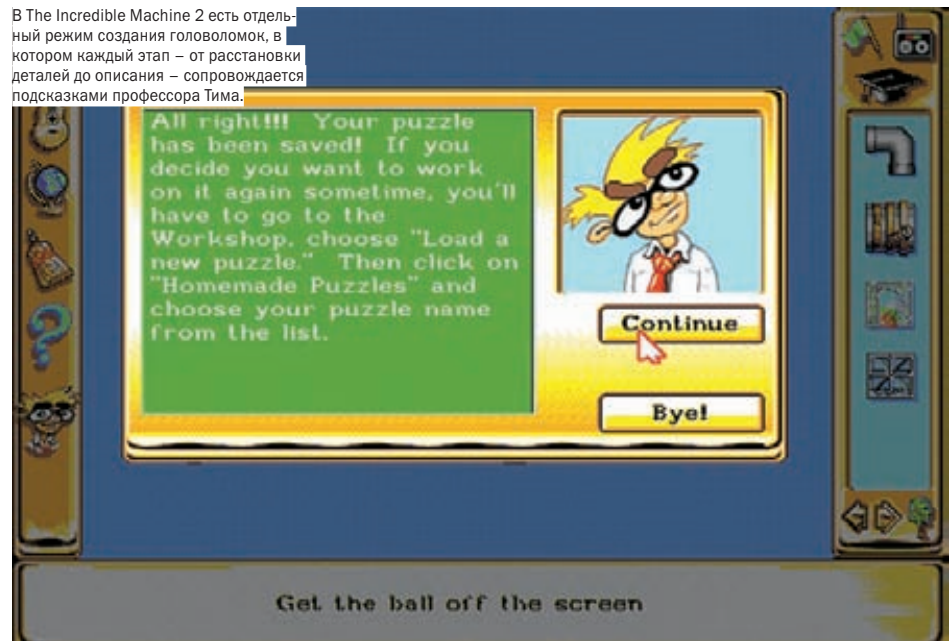 В The Incredible Machine 2 есть отдель-
ный режим создания головоломок, в
котором каждый этап – от расстановки
деталей до описания – сопровождается
подсказками профессора Тима.
All right!!! Your puzzle
has been saved! If you
decide you want to work
on it again sometime, you'll
have to go to the
Workshop, choose "Load a
new puzzle." Then click on
"Homemade Puzzles" and
choose your puzzle name
from the list.
Continue
Bye!
Get the ball off the screen